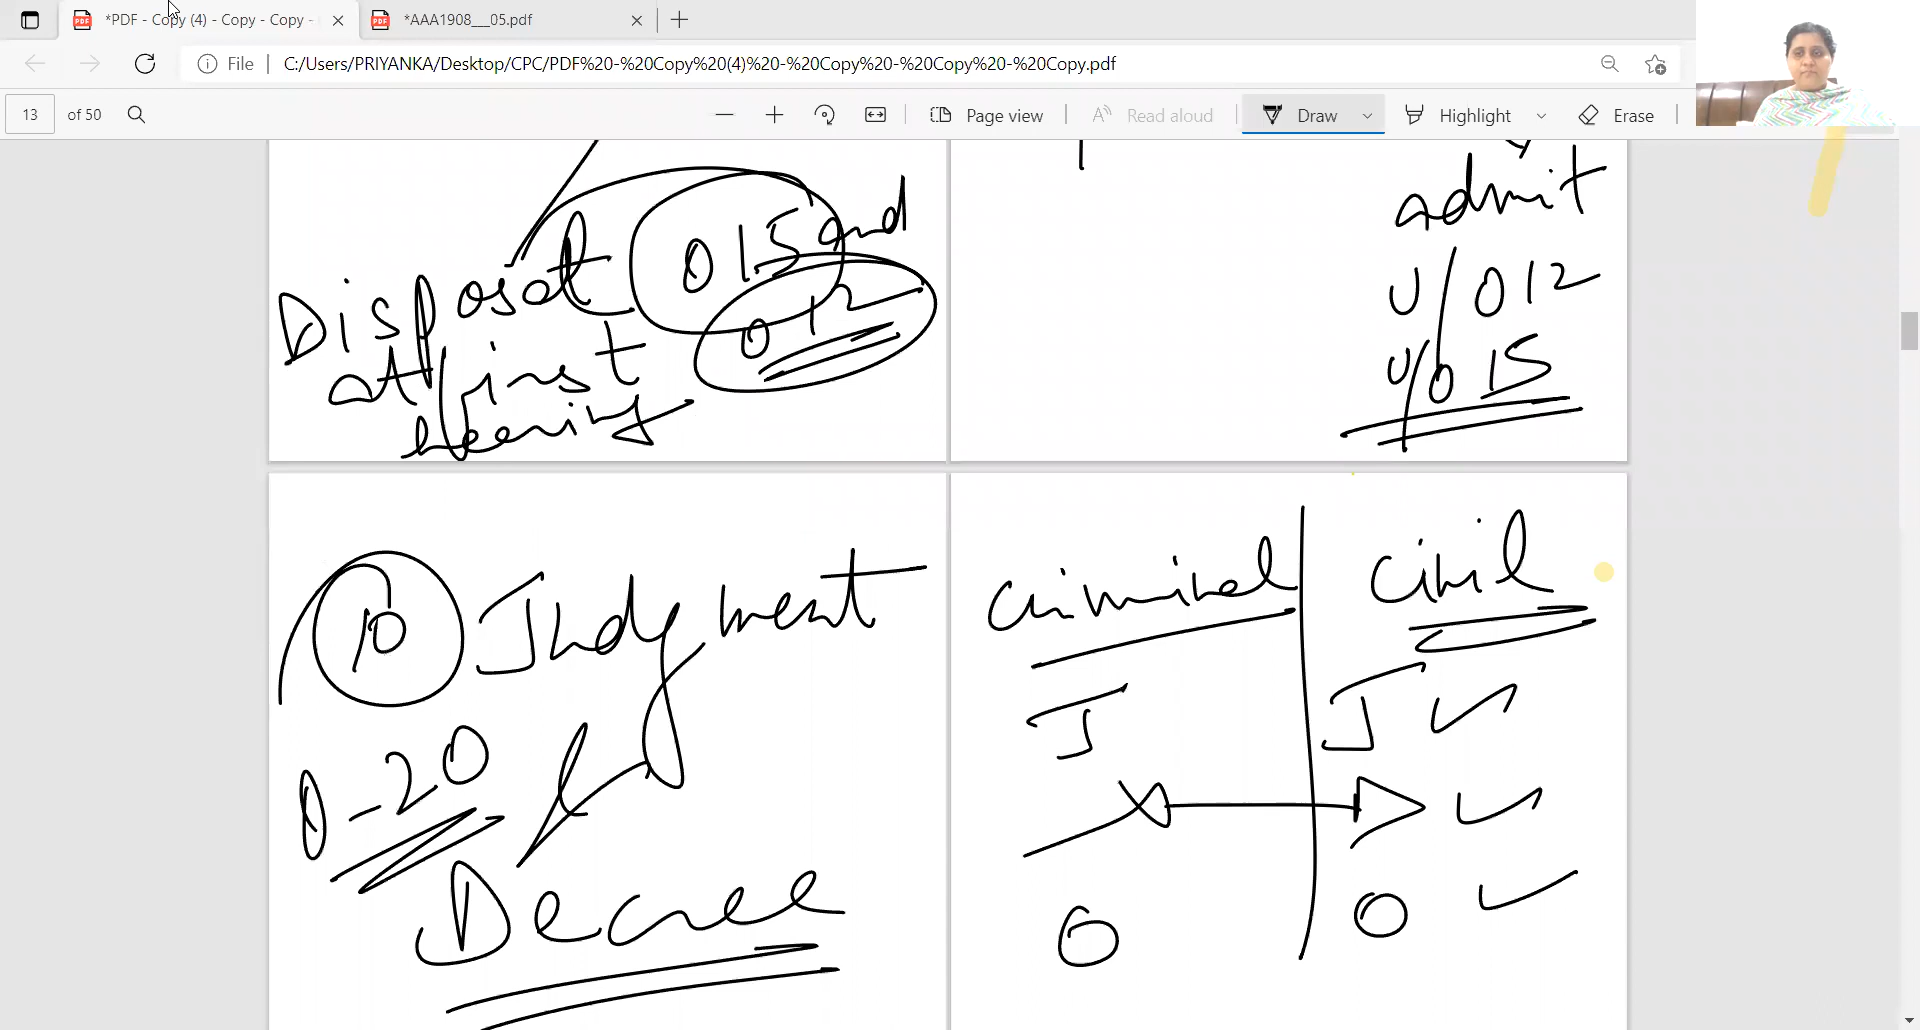 *PDF - Copy (4) - Copy - Copy -
*AAA1908___05.pdf
File
C:/Users/PRIYANKA/Desktop/CPC/PDF%20-%20Copy%20(4)%20-%20Copy%20-%20Copy%20-%20Copy.pdf
13 of 50
Page view
Read aloud
Draw
Highlight
Erase
Disposal O 15 and
O 12
at first
hearing
admit
U/O 12
U/O 15
10 Judgment
O-20
&
Decree
Criminal
Civil
J
J
D
O
O